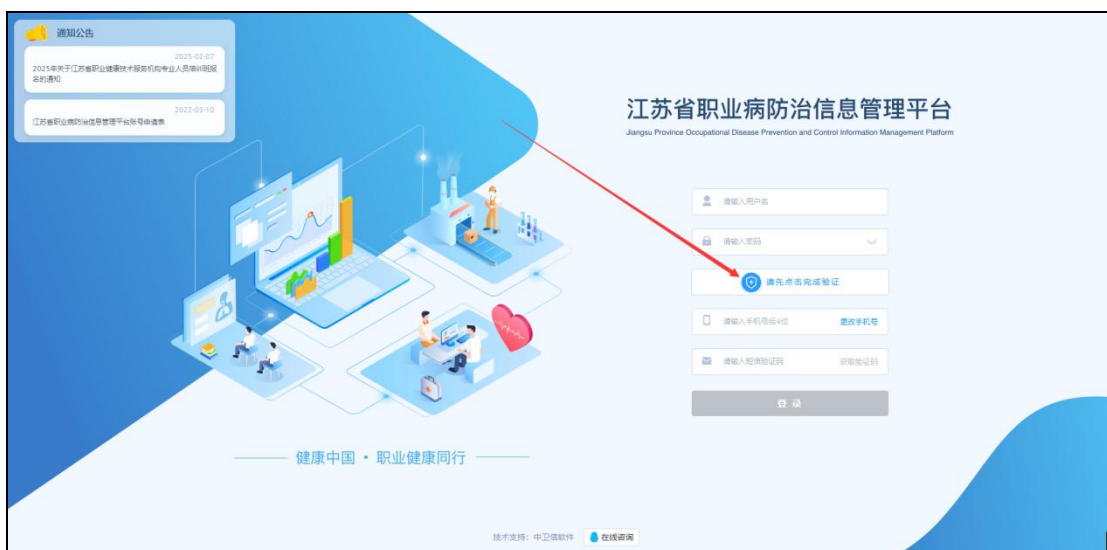 通知公告
2025-02-07
2025年关于江苏省职业健康技术服务机构专业人员培训班报
名的通知
2022-03-10
江苏省职业病防治信息管理平台账号申请表
江苏省职业病防治信息管理平台
Jiangsu Province Occupational Disease Prevention and Control Information Management Platform
请输入用户名
请输入密码
请先点击完成验证
请输入手机号后4位
更改手机号
请输入短信验证码
获取验证码
登 录
健康中国 · 职业健康同行
技术支持：中卫信软件
在线咨询